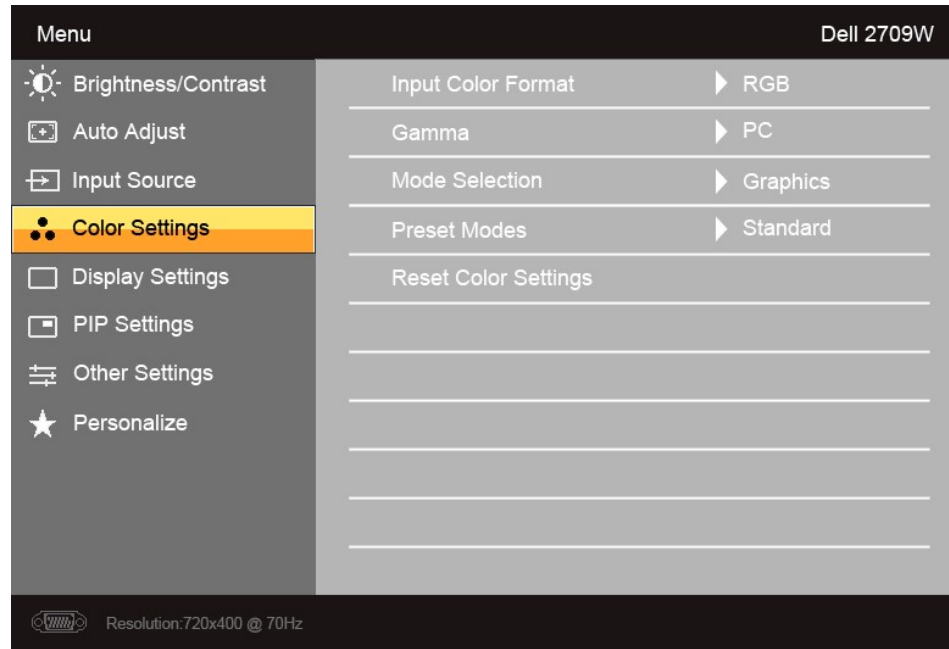 Menu Dell 2709W
Brightness/Contrast
Auto Adjust
Input Source
Color Settings
Display Settings
PIP Settings
Other Settings
Personalize
Input Color Format RGB
Gamma PC
Mode Selection Graphics
Preset Modes Standard
Reset Color Settings
Resolution:720x400 @ 70Hz